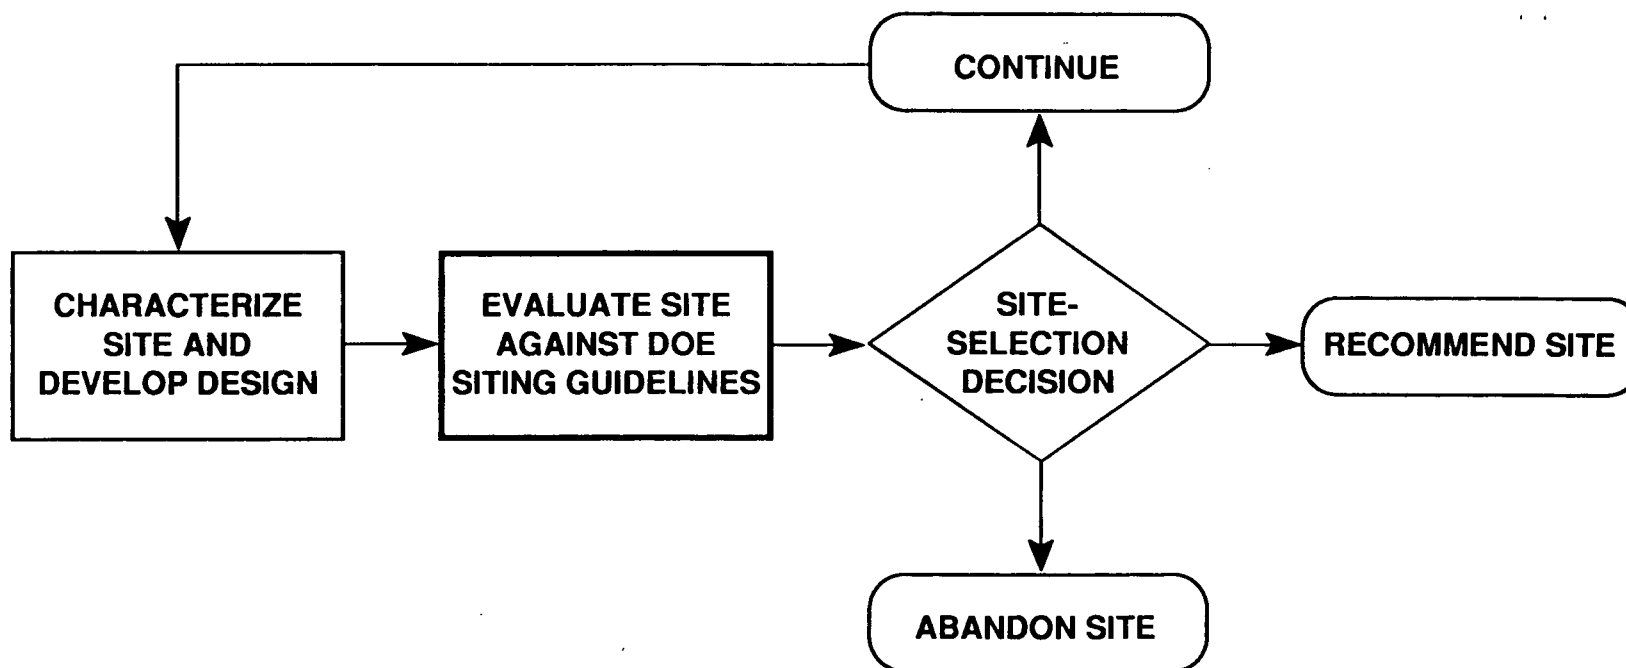 CONTINUE
CHARACTERIZE
SITE AND
DEVELOP DESIGN
EVALUATE SITE
AGAINST DOE
SITING GUIDELINES
SITE-
SELECTION
DECISION
RECOMMEND SITE
ABANDON SITE